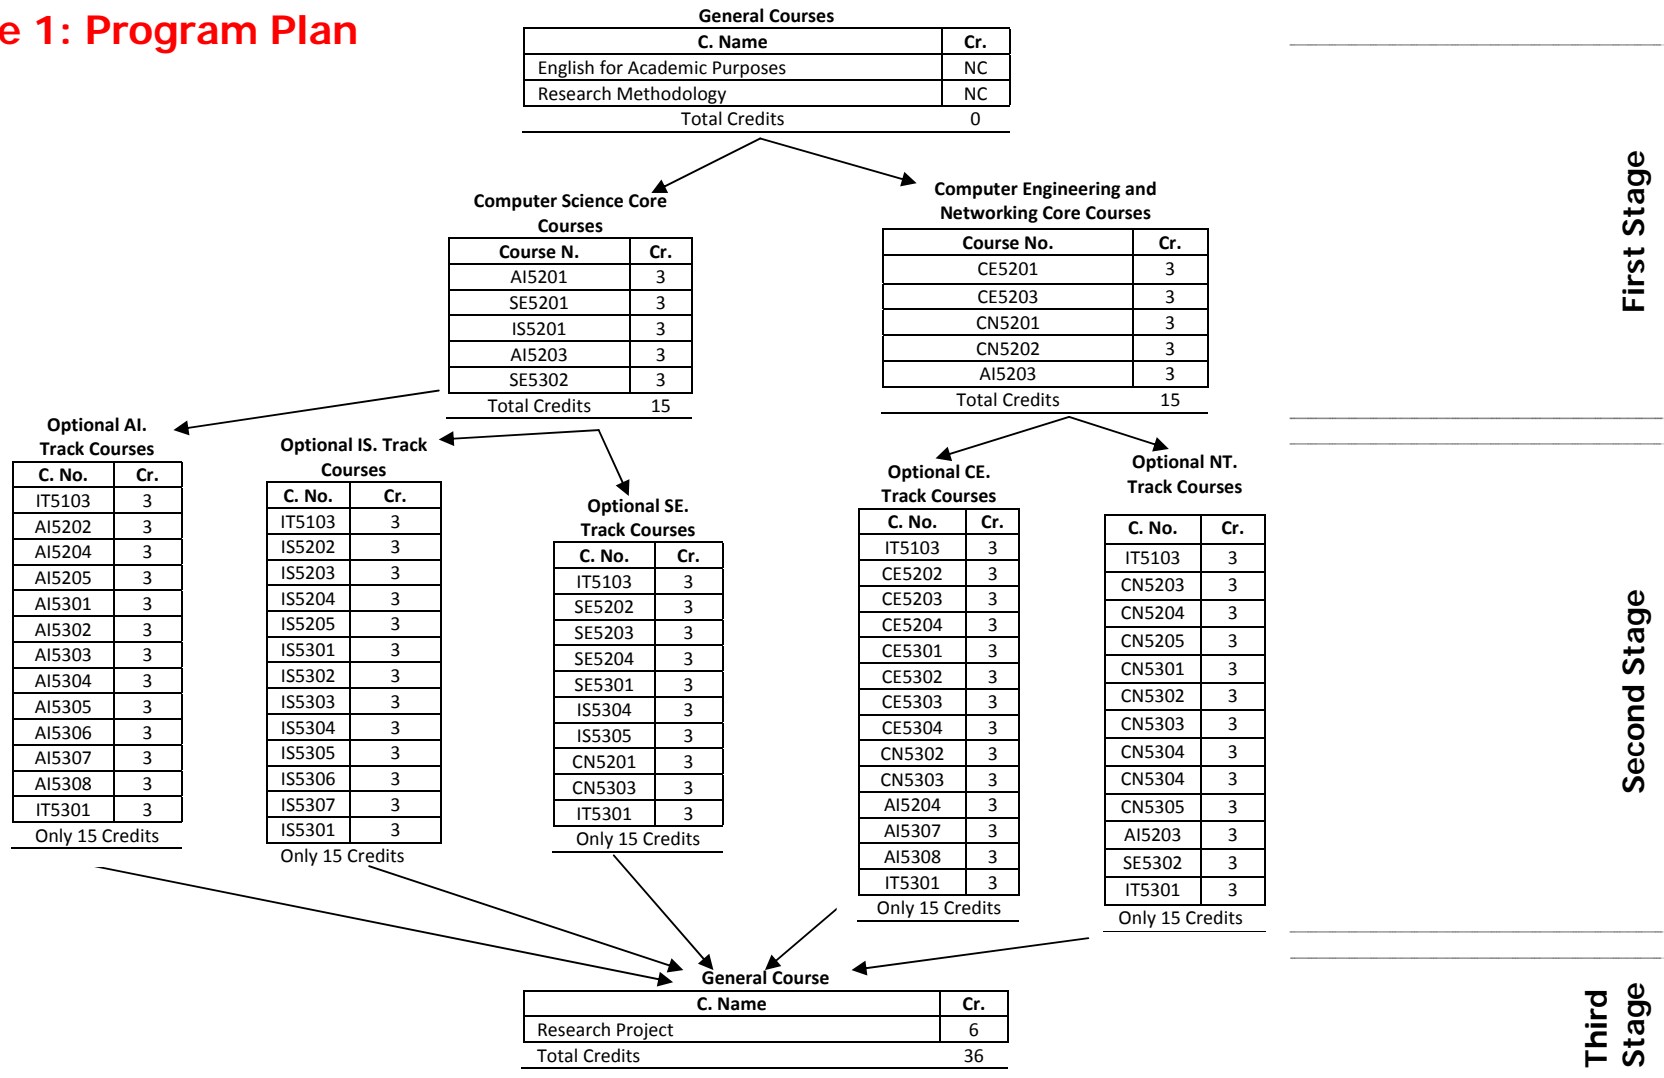 e 1: Program Plan
General Courses
C. Name Cr.
English for Academic Purposes NC
Research Methodology NC
Total Credits 0
Computer Science Core
Courses
Course N. Cr.
AI5201 3
SE5201 3
IS5201 3
AI5203 3
SE5302 3
Total Credits 15
Computer Engineering and
Networking Core Courses
Course No. Cr.
CE5201 3
CE5203 3
CN5201 3
CN5202 3
AI5203 3
Total Credits 15
First Stage
Optional AI.
Track Courses
C. No. Cr.
IT5103 3
AI5202 3
AI5204 3
AI5205 3
AI5301 3
AI5302 3
AI5303 3
AI5304 3
AI5305 3
AI5306 3
AI5307 3
AI5308 3
IT5301 3
Only 15 Credits
Optional IS. Track
Courses
C. No. Cr.
IT5103 3
IS5202 3
IS5203 3
IS5204 3
IS5205 3
IS5301 3
IS5302 3
IS5303 3
IS5304 3
IS5305 3
IS5306 3
IS5307 3
IS5301 3
Only 15 Credits
Optional SE.
Track Courses
C. No. Cr.
IT5103 3
SE5202 3
SE5203 3
SE5204 3
SE5301 3
IS5304 3
IS5305 3
CN5201 3
CN5303 3
IT5301 3
Only 15 Credits
Optional CE.
Track Courses
C. No. Cr.
IT5103 3
CE5202 3
CE5203 3
CE5204 3
CE5301 3
CE5302 3
CE5303 3
CE5304 3
CN5302 3
CN5303 3
AI5204 3
AI5307 3
AI5308 3
IT5301 3
Only 15 Credits
Optional NT.
Track Courses
C. No. Cr.
IT5103 3
CN5203 3
CN5204 3
CN5205 3
CN5301 3
CN5302 3
CN5303 3
CN5304 3
CN5304 3
CN5305 3
AI5203 3
SE5302 3
IT5301 3
Only 15 Credits
Second Stage
General Course
C. Name Cr.
Research Project 6
Total Credits 36
Third
Stage